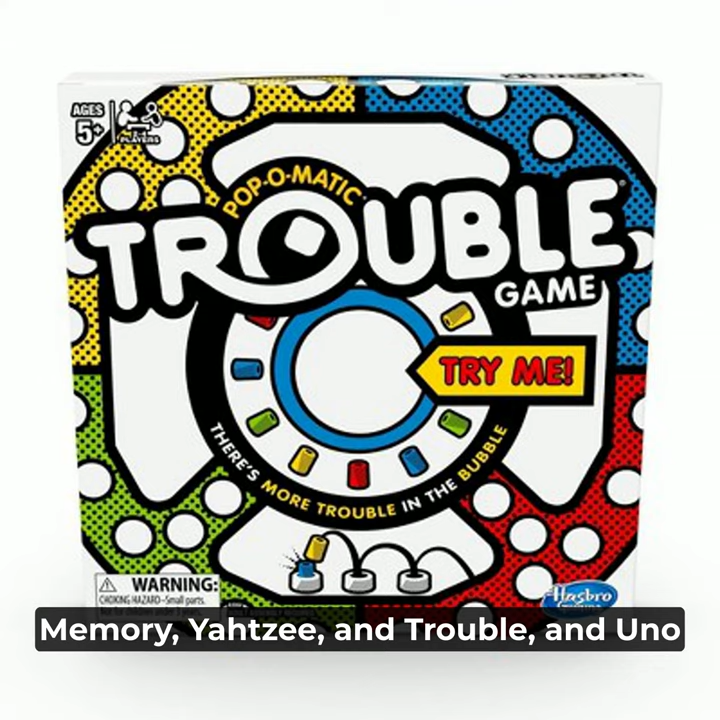 AGES
5+
PLAYERS
POP-O-MATIC
TROUBLE
GAME
TRY ME!
THERE'S MORE TROUBLE IN THE BUBBLE
WARNING:
CHOKING HAZARD-Small parts.
Hasbro
Memory, Yahtzee, and Trouble, and Uno